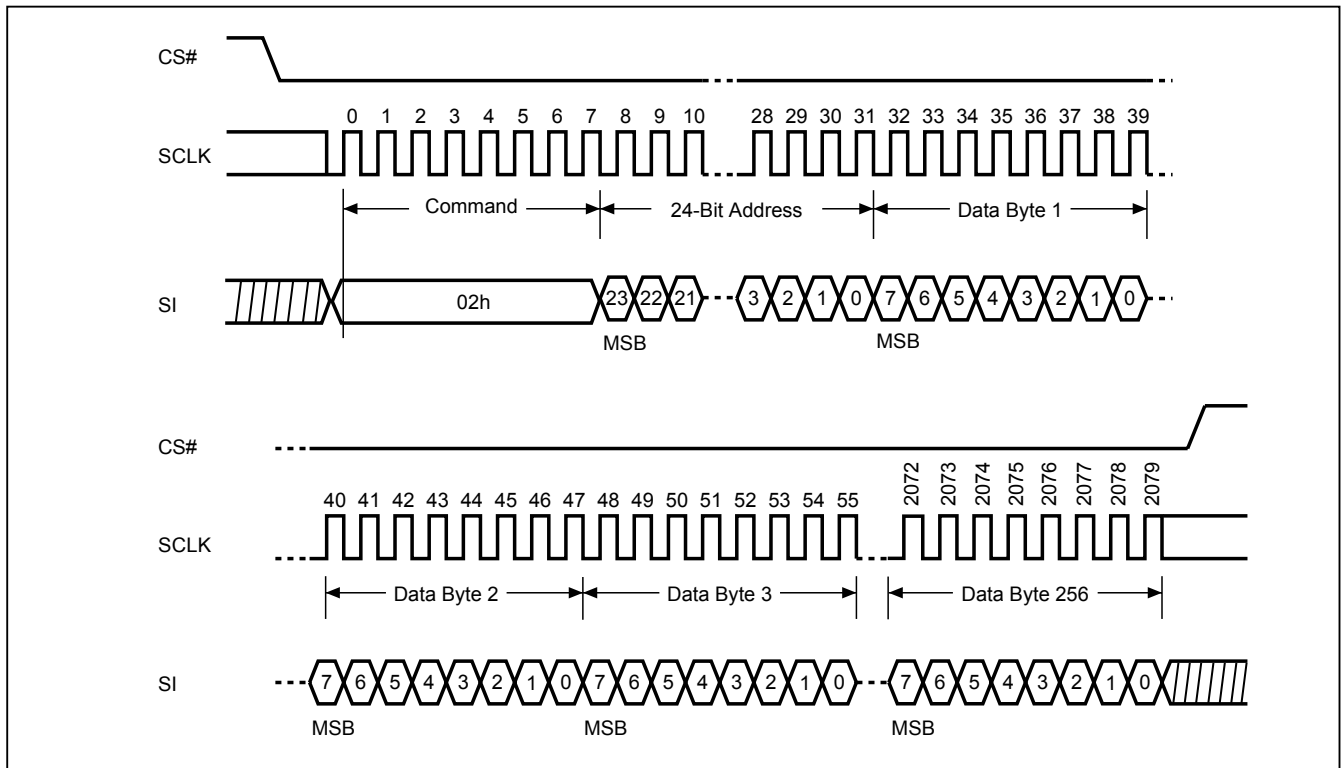 CS#
0 1 2 3 4 5 6 7 8 9 10 28 29 30 31 32 33 34 35 36 37 38 39
SCLK
Command 24-Bit Address Data Byte 1
SI 02h 23 22 21 3 2 1 0 7 6 5 4 3 2 1 0
MSB MSB
CS#
40 41 42 43 44 45 46 47 48 49 50 51 52 53 54 55 2072 2073 2074 2075 2076 2077 2078 2079
SCLK
Data Byte 2 Data Byte 3 Data Byte 256
SI 7 6 5 4 3 2 1 0 7 6 5 4 3 2 1 0 7 6 5 4 3 2 1 0
MSB MSB MSB